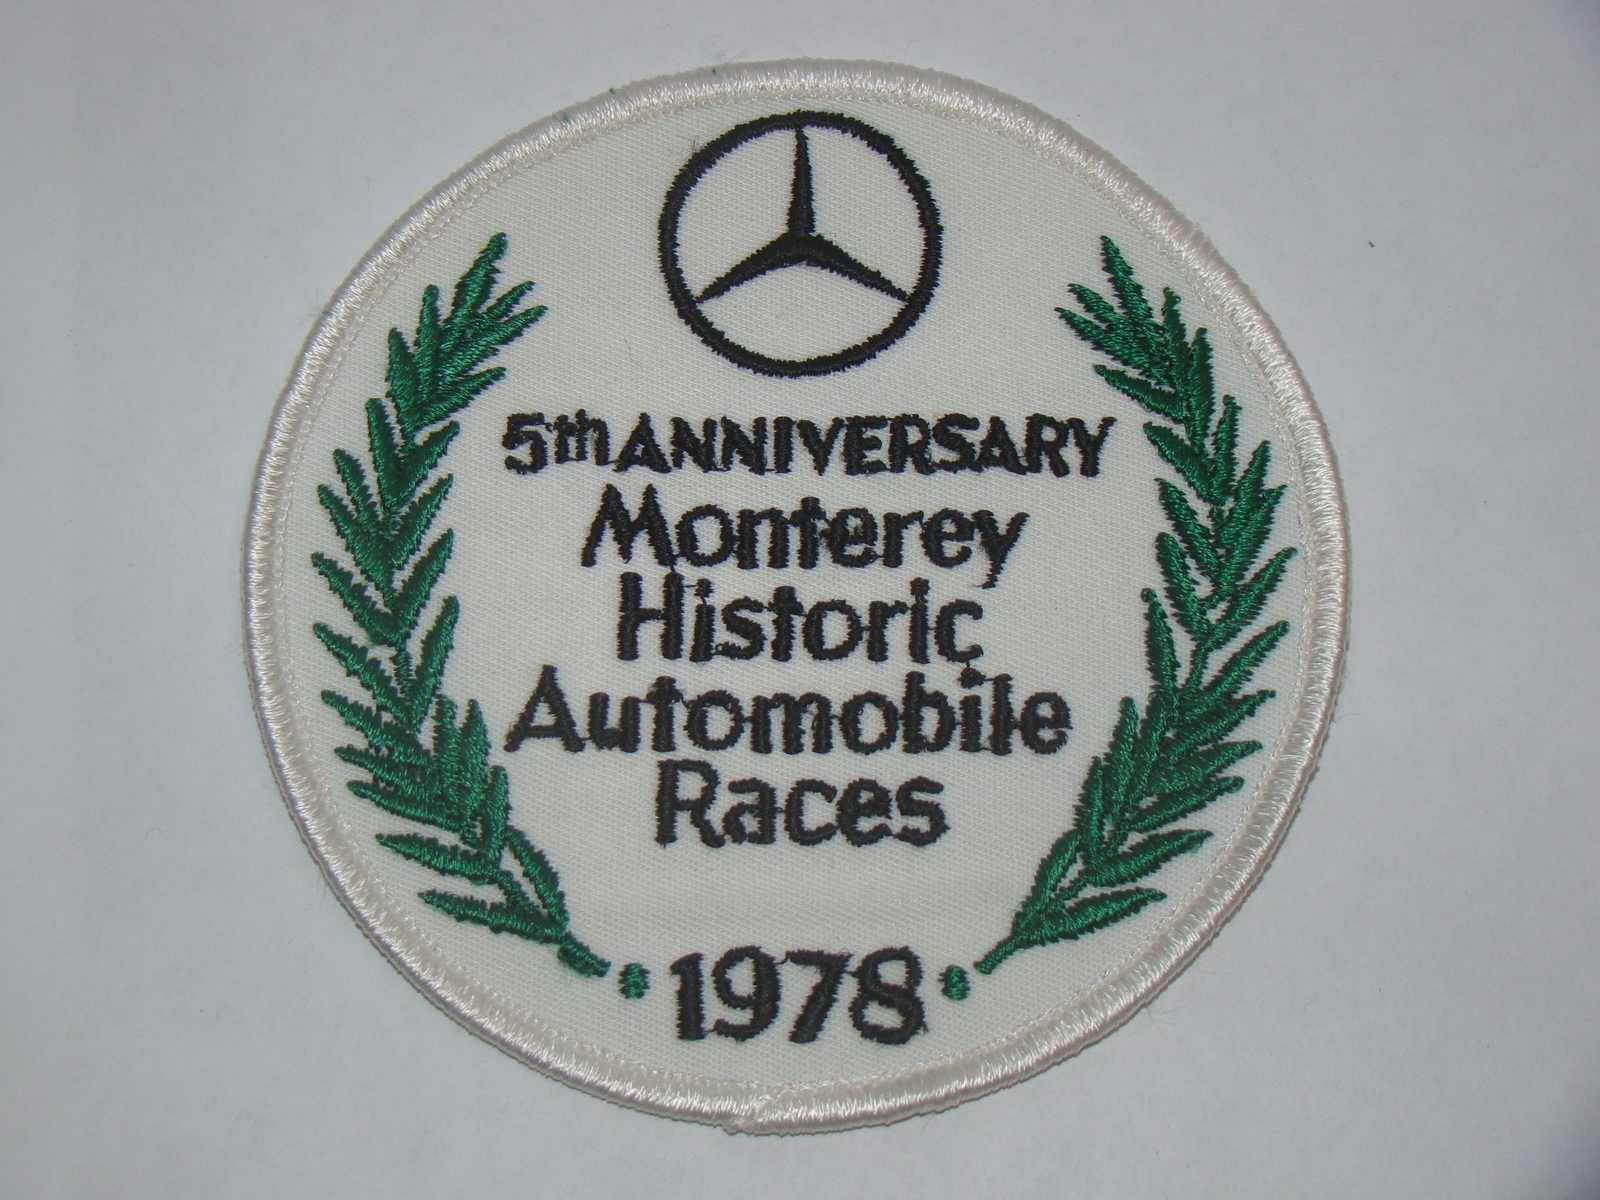 5th ANNIVERSARY
Monterey
Historic
Automobile
Races
1978